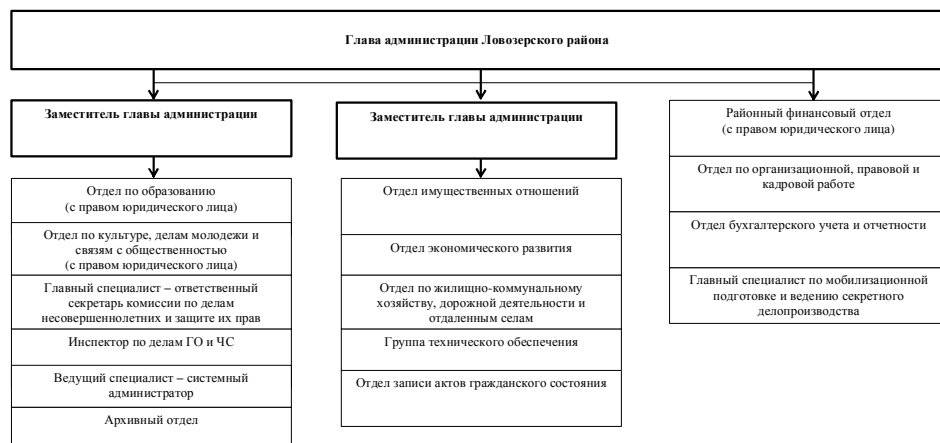 Глава администрации Ловозерского района
Заместитель главы администрации
Отдел по образованию
(с правом юридического лица)
Отдел по культуре, делам молодежи и
связям с общественностью
(с правом юридического лица)
Главный специалист – ответственный
секретарь комиссии по делам
несовершеннолетних и защите их прав
Инспектор по делам ГО и ЧС
Ведущий специалист – системный
администратор
Архивный отдел
Заместитель главы администрации
Отдел имущественных отношений
Отдел экономического развития
Отдел по жилищно-коммунальному
хозяйству, дорожной деятельности и
отдаленным селам
Группа технического обеспечения
Отдел записи актов гражданского состояния
Районный финансовый отдел
(с правом юридического лица)
Отдел по организационной, правовой и
кадровой работе
Отдел бухгалтерского учета и отчетности
Главный специалист по мобилизационной
подготовке и ведению секретного
делопроизводства